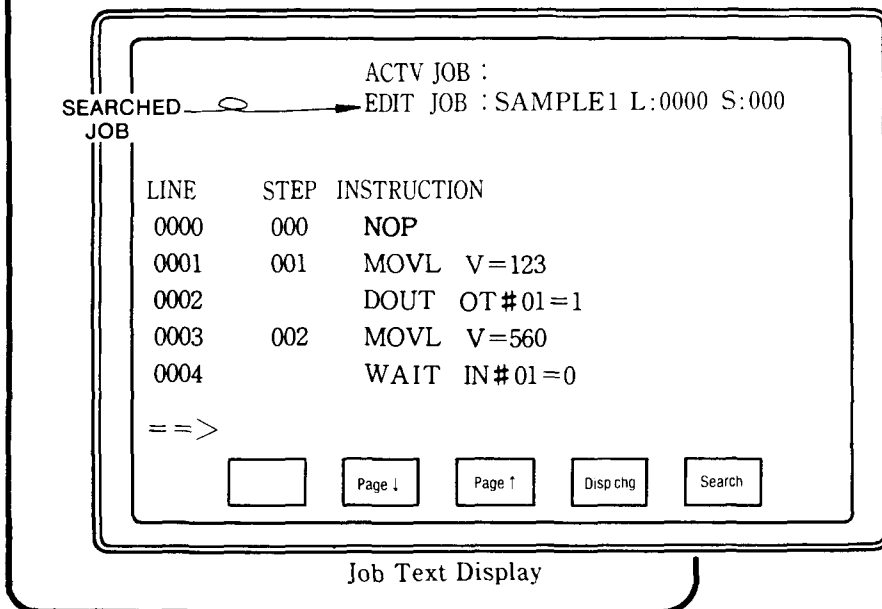 ACTV JOB :
SEARCHED JOB
EDIT JOB : SAMPLE1 L:0000 S:000
LINE STEP INSTRUCTION
0000 000 NOP
0001 001 MOVL V=123
0002 DOUT OT#01=1
0003 002 MOVL V=560
0004 WAIT IN#01=0
==>
Page ↓ Page ↑ Disp chg Search
Job Text Display